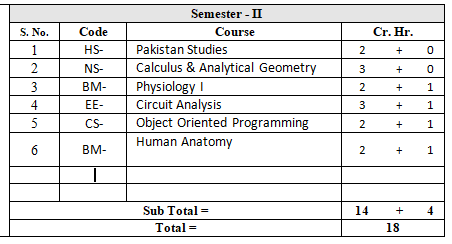 Semester - II
S. No. Code Course Cr. Hr.
1 HS- Pakistan Studies 2 + 0
2 NS- Calculus & Analytical Geometry 3 + 0
3 BM- Physiology I 2 + 1
4 EE- Circuit Analysis 3 + 1
5 CS- Object Oriented Programming 2 + 1
6 BM- Human Anatomy 2 + 1
Sub Total = 14 + 4
Total = 18